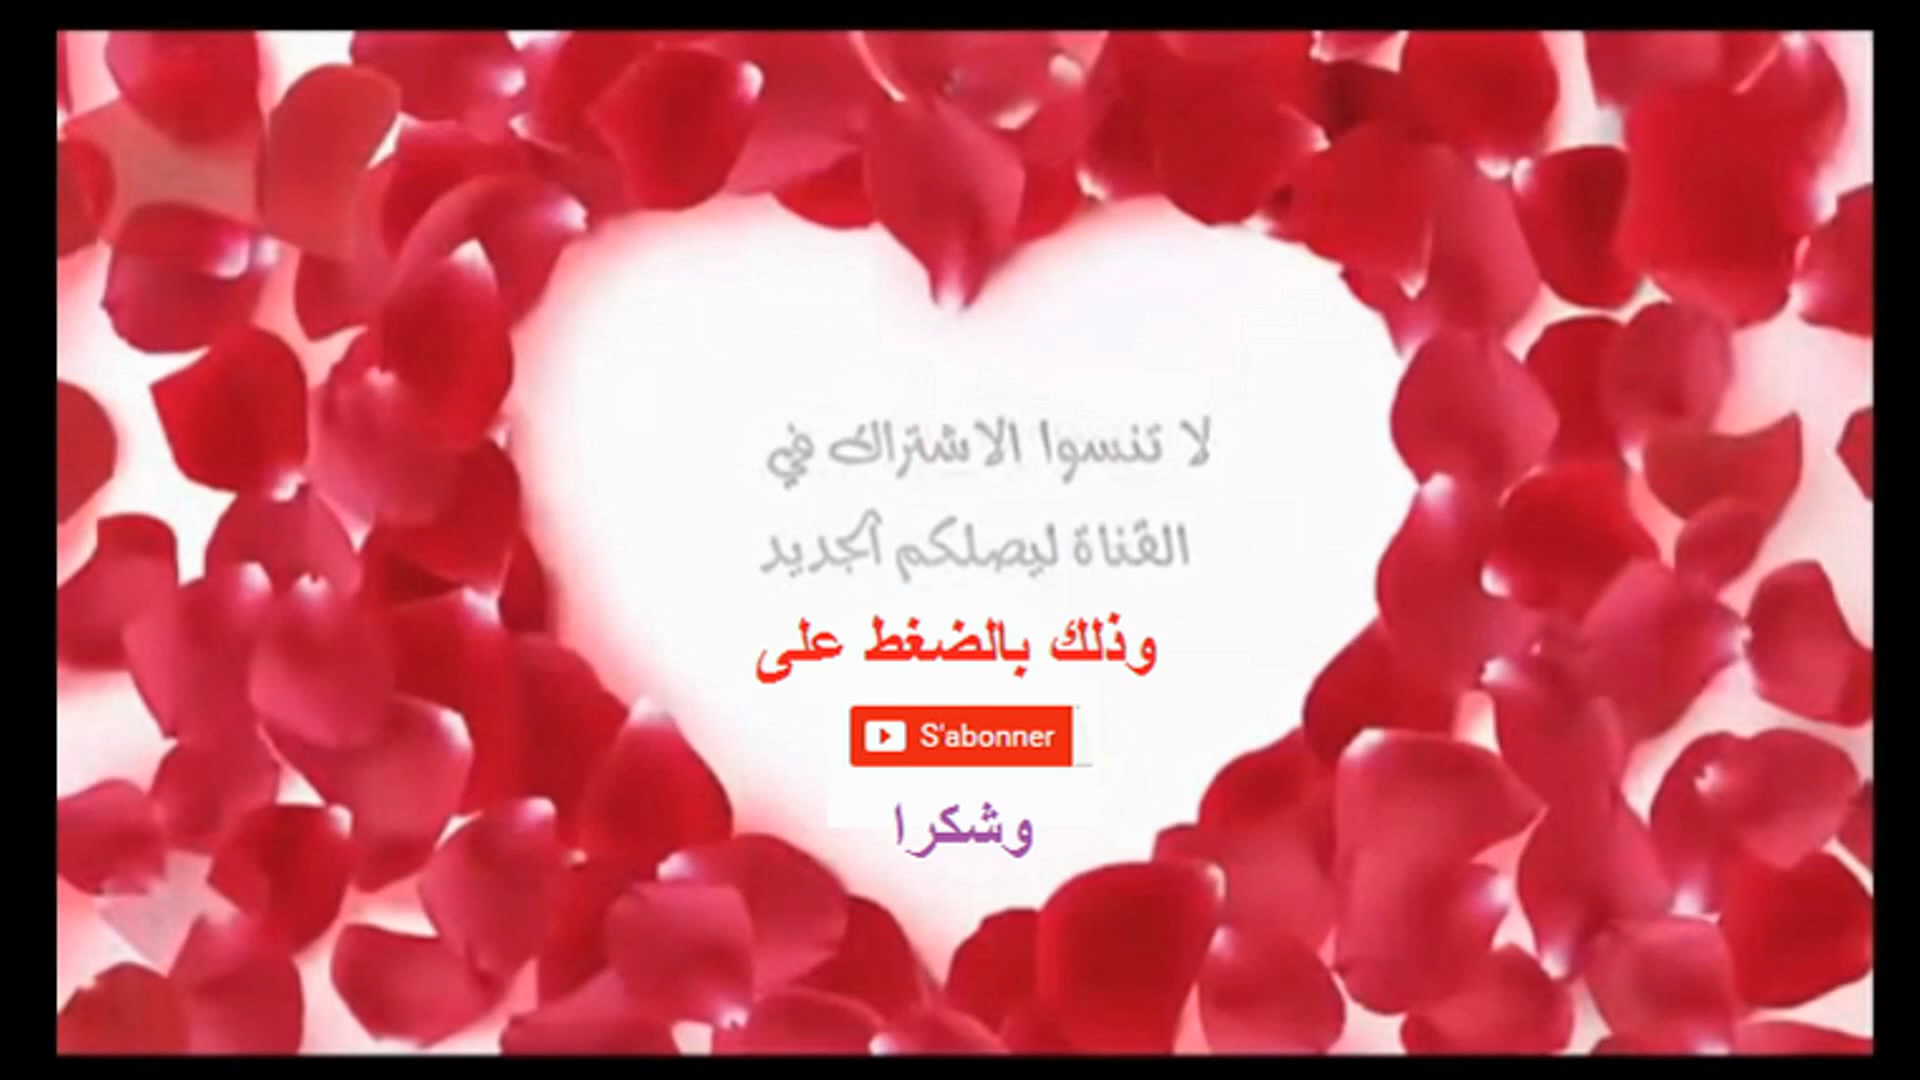 لا تنسوا الاشتراك في
القناة ليصلكم الجديد
وذلك بالضغط على
S'abonner
وشكرا